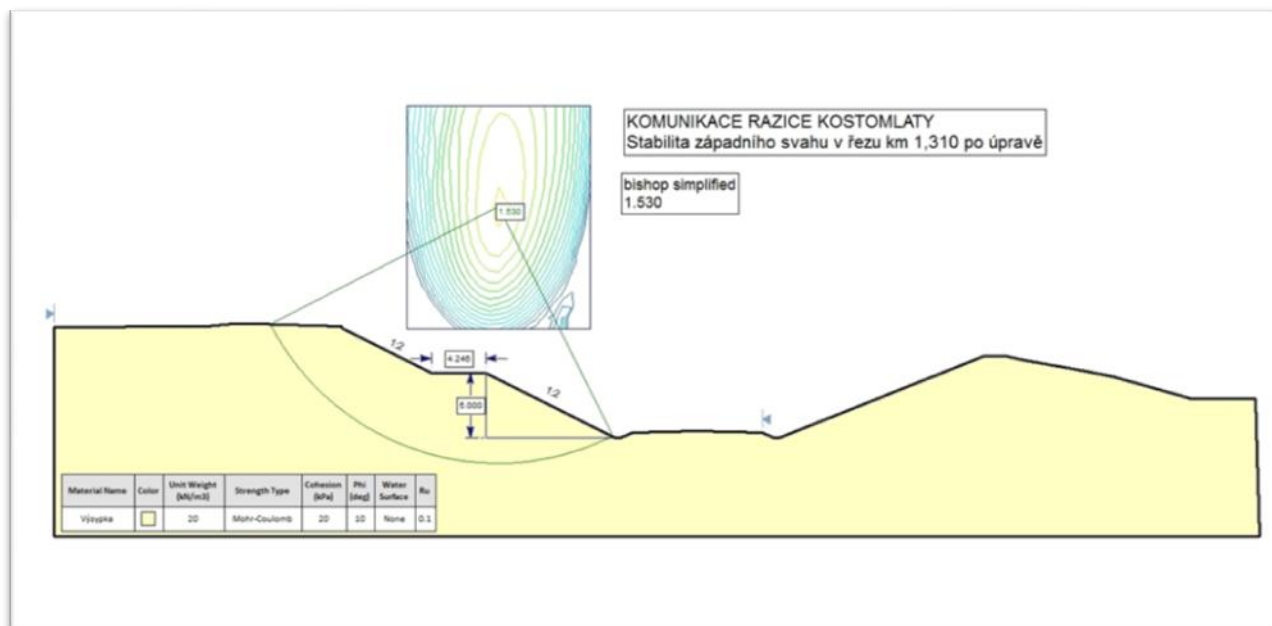 KOMUNIKACE RAZICE KOSTOMLATY
Stabilita západního svahu v řezu km 1,310 po úpravě
bishop simplified
1.530
1.530
1:2
4.246
1:2
6.000
Material Name Color Unit Weight (kN/m3) Strength Type Cohesion (kPa) Phi (deg) Water Surface Ru
Výsypka 20 Mohr-Coulomb 20 10 None 0.1